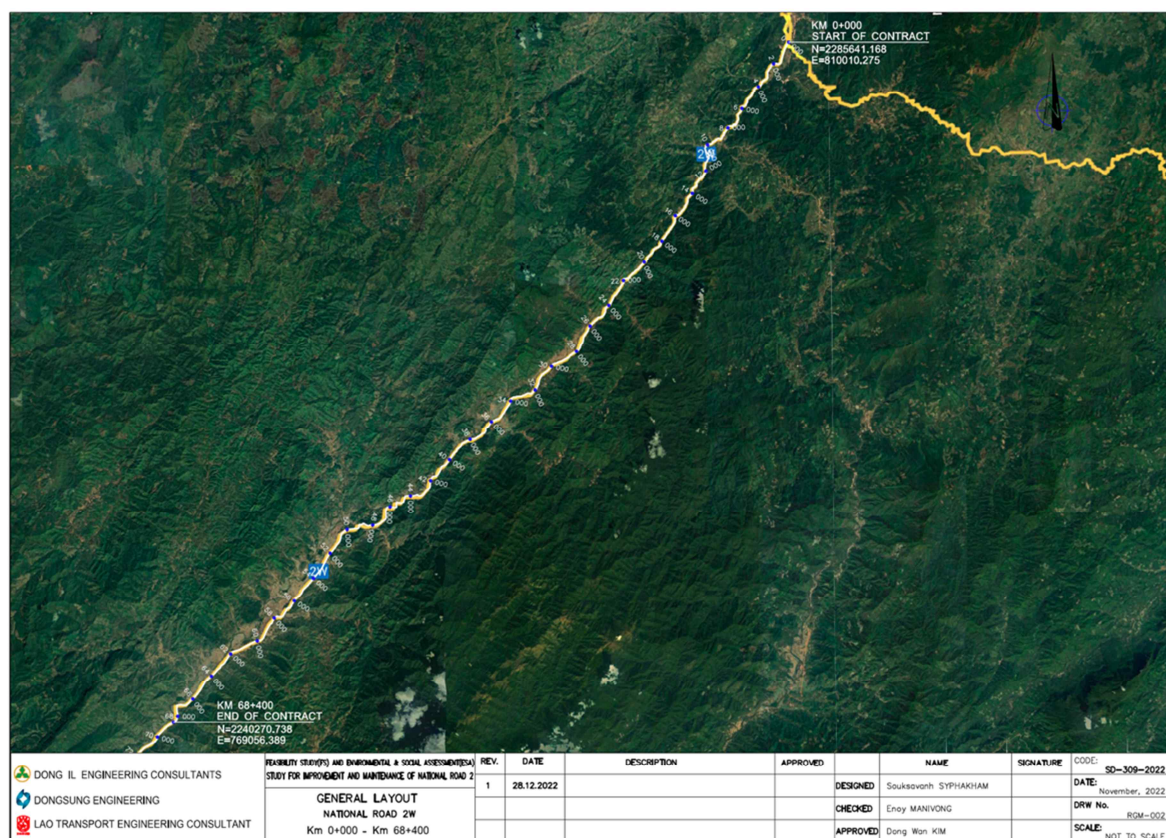 KM 0+000
START OF CONTRACT
N=2285641.168
E=810010.275
2W
2W
KM 68+400
END OF CONTRACT
N=2240270.738
E=769056.389
DONG IL ENGINEERING CONSULTANTS
DONGSUNG ENGINEERING
LAO TRANSPORT ENGINEERING CONSULTANT
FEASIBILITY STUDY(FS) AND ENVIRONMENTAL & SOCIAL ASSESSMENT(ESA)
STUDY FOR IMPROVEMENT AND MAINTENANCE OF NATIONAL ROAD 2
GENERAL LAYOUT
NATIONAL ROAD 2W
Km 0+000 - Km 68+400
REV. DATE DESCRIPTION APPROVED NAME SIGNATURE
1 28.12.2022
DESIGNED Souksavanh SYPHAKHAM
CHECKED Enoy MANIVONG
APPROVED Dong Wan KIM
CODE:
SD-309-2022
DATE:
November, 2022
DRW No.
RGM-002
SCALE:
NOT TO SCALE